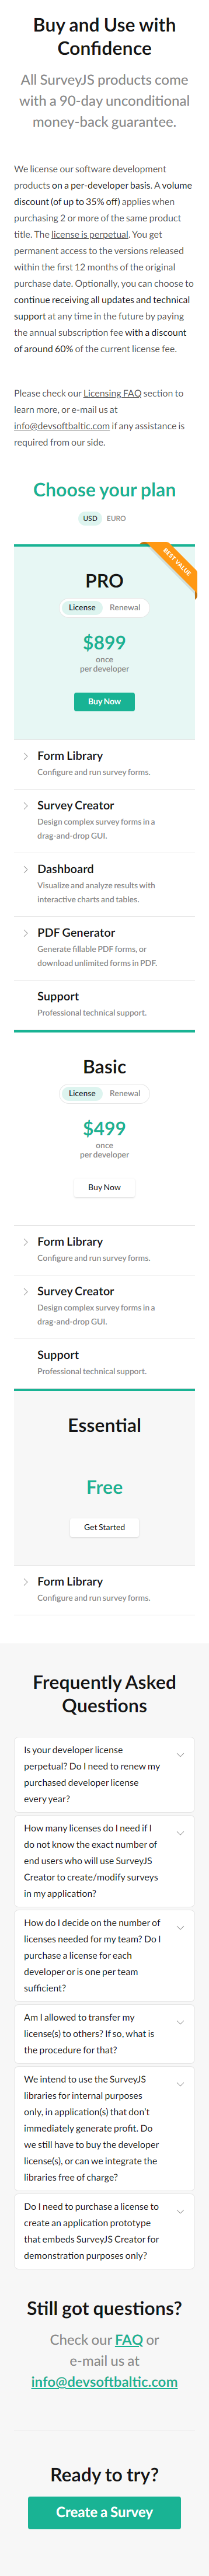 Buy and Use with
Confidence
All SurveyJS products come
with a 90-day unconditional
money-back guarantee.
We license our software development
products on a per-developer basis. A volume
discount (of up to 35% off) applies when
purchasing 2 or more of the same product
title. The license is perpetual. You get
permanent access to the versions released
within the first 12 months of the original
purchase date. Optionally, you can choose to
continue receiving all updates and technical
support at any time in the future by paying
the annual subscription fee with a discount
of around 60% of the current license fee.
Please check our Licensing FAQ section to
learn more, or e-mail us at
info@devsoftbaltic.com if any assistance is
required from our side.
Choose your plan
USD EURO
BEST VALUE
PRO
License Renewal
$899
once
per developer
Buy Now
Form Library
Configure and run survey forms.
Survey Creator
Design complex survey forms in a
drag-and-drop GUI.
Dashboard
Visualize and analyze results with
interactive charts and tables.
PDF Generator
Generate fillable PDF forms, or
download unlimited forms in PDF.
Support
Professional technical support.
Basic
License Renewal
$499
once
per developer
Buy Now
Form Library
Configure and run survey forms.
Survey Creator
Design complex survey forms in a
drag-and-drop GUI.
Support
Professional technical support.
Essential
Free
Get Started
Form Library
Configure and run survey forms.
Frequently Asked
Questions
Is your developer license
perpetual? Do I need to renew my
purchased developer license
every year?
How many licenses do I need if I
do not know the exact number of
end users who will use SurveyJS
Creator to create/modify surveys
in my application?
How do I decide on the number of
licenses needed for my team? Do I
purchase a license for each
developer or is one per team
sufficient?
Am I allowed to transfer my
license(s) to others? If so, what is
the procedure for that?
We intend to use the SurveyJS
libraries for internal purposes
only, in application(s) that don't
immediately generate profit. Do
we still have to buy the developer
license(s), or can we integrate the
libraries free of charge?
Do I need to purchase a license to
create an application prototype
that embeds SurveyJS Creator for
demonstration purposes only?
Still got questions?
Check our FAQ or
e-mail us at
info@devsoftbaltic.com
Ready to try?
Create a Survey